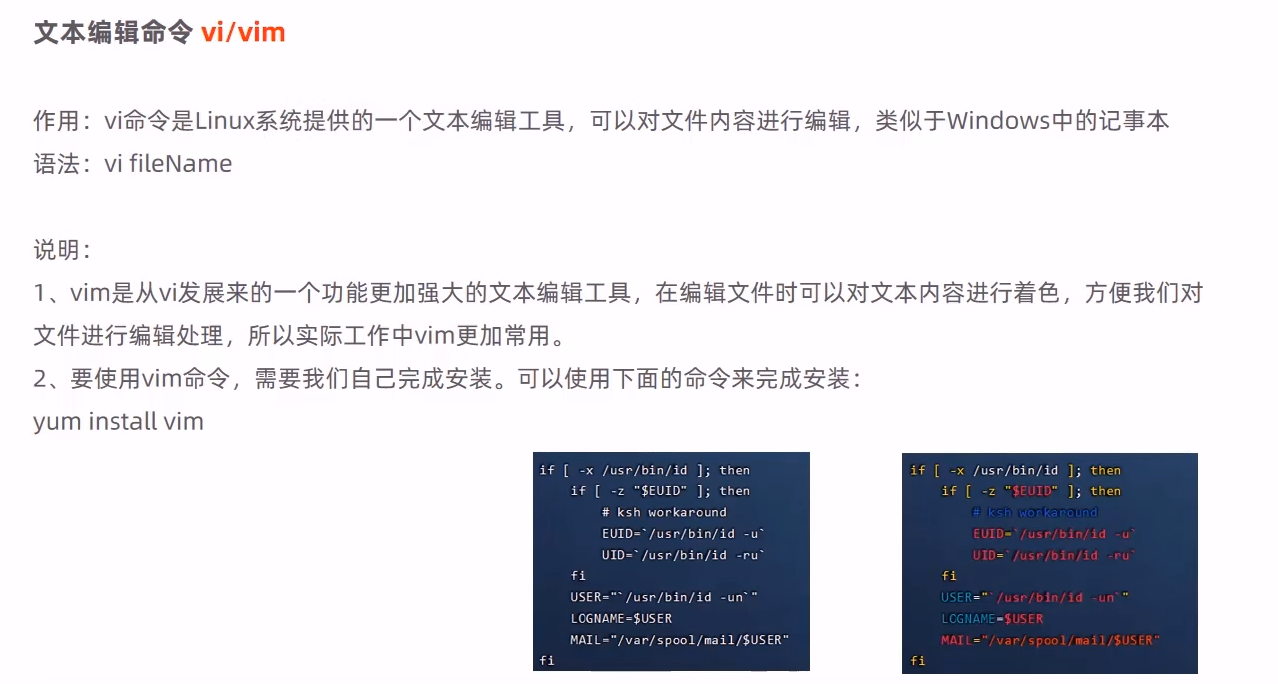 文本编辑命令 vi/vim
作用：vi命令是Linux系统提供的一个文本编辑工具，可以对文件内容进行编辑，类似于Windows中的记事本
语法：vi fileName
说明：
1、vim是从vi发展来的一个功能更加强大的文本编辑工具，在编辑文件时可以对文本内容进行着色，方便我们对
文件进行编辑处理，所以实际工作中vim更加常用。
2、要使用vim命令，需要我们自己完成安装。可以使用下面的命令来完成安装：
yum install vim
if [ -x /usr/bin/id ]; then
if [ -z "$EUID" ]; then
# ksh workaround
EUID=`/usr/bin/id -u`
UID=`/usr/bin/id -ru`
fi
USER="`/usr/bin/id -un`"
LOGNAME=$USER
MAIL="/var/spool/mail/$USER"
fi
if [ -x /usr/bin/id ]; then
if [ -z "$EUID" ]; then
# ksh workaround
EUID=`/usr/bin/id -u`
UID=`/usr/bin/id -ru`
fi
USER="`/usr/bin/id -un`"
LOGNAME=$USER
MAIL="/var/spool/mail/$USER"
fi